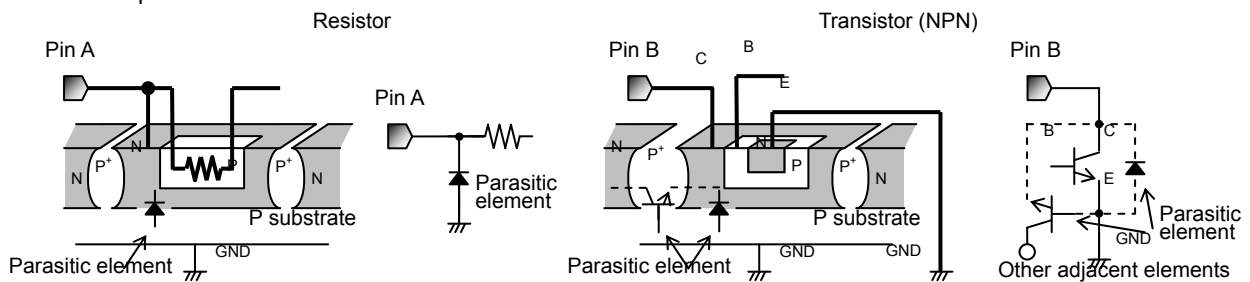 Resistor
Transistor (NPN)
Pin A
Pin B
C
B
E
Pin B
Pin A
N
P+
N
P
P+
N
Parasitic element
P substrate
GND
Parasitic element
N
P+
N
P
P+
N
P substrate
GND
GND
Parasitic element
B
C
E
GND
Parasitic element
Other adjacent elements